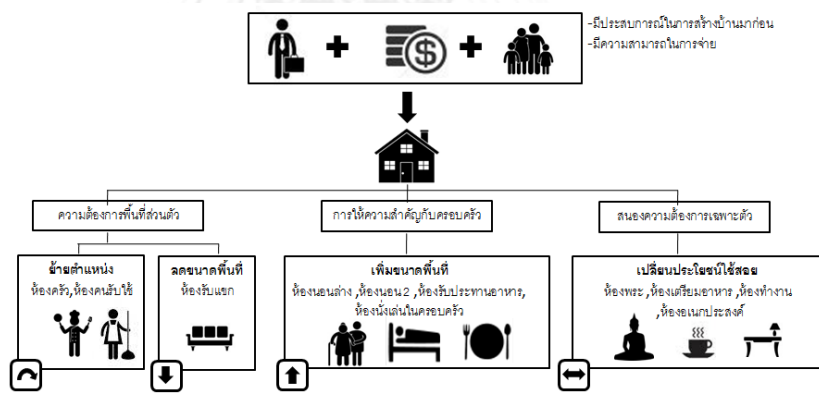 -มีประสบการณ์ในการสร้างบ้านมาก่อน
-มีความสามารถในการจ่าย
ความต้องการพื้นที่ส่วนตัว
การให้ความสำคัญกับครอบครัว
สนองความต้องการเฉพาะตัว
ย้ายตำแหน่ง
ห้องครัว,ห้องคนรับใช้
ลดขนาดพื้นที่
ห้องรับแขก
เพิ่มขนาดพื้นที่
ห้องนอนล่าง ,ห้องนอน 2 ,ห้องรับประทานอาหาร,
ห้องนั่งเล่นในครอบครัว
เปลี่ยนประโยชน์ใช้สอย
ห้องพระ ,ห้องเตรียมอาหาร ,ห้องทำงาน
,ห้องอเนกประสงค์